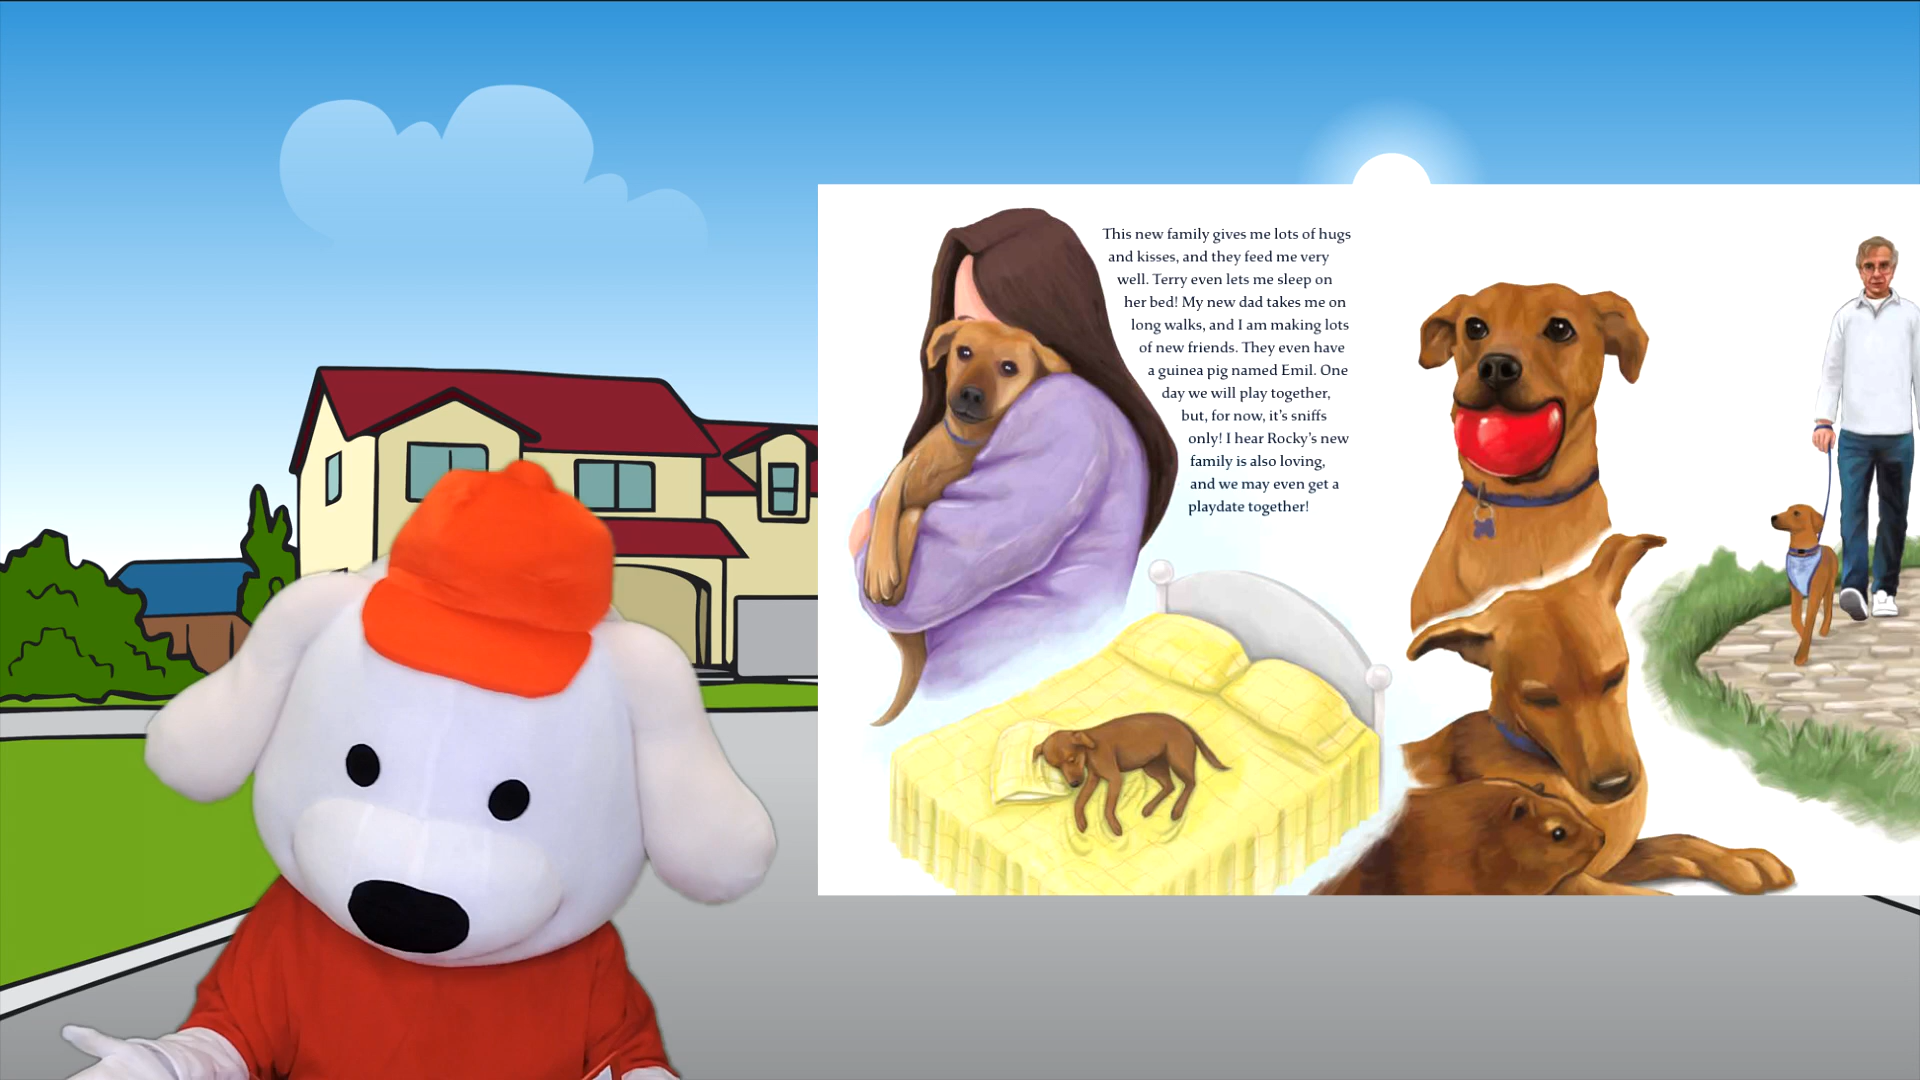 This new family gives me lots of hugs
and kisses, and they feed me very
well. Terry even lets me sleep on
her bed! My new dad takes me on
long walks, and I am making lots
of new friends. They even have
a guinea pig named Emil. One
day we will play together,
but, for now, it's sniffs
only! I hear Rocky's new
family is also loving,
and we may even get a
playdate together!